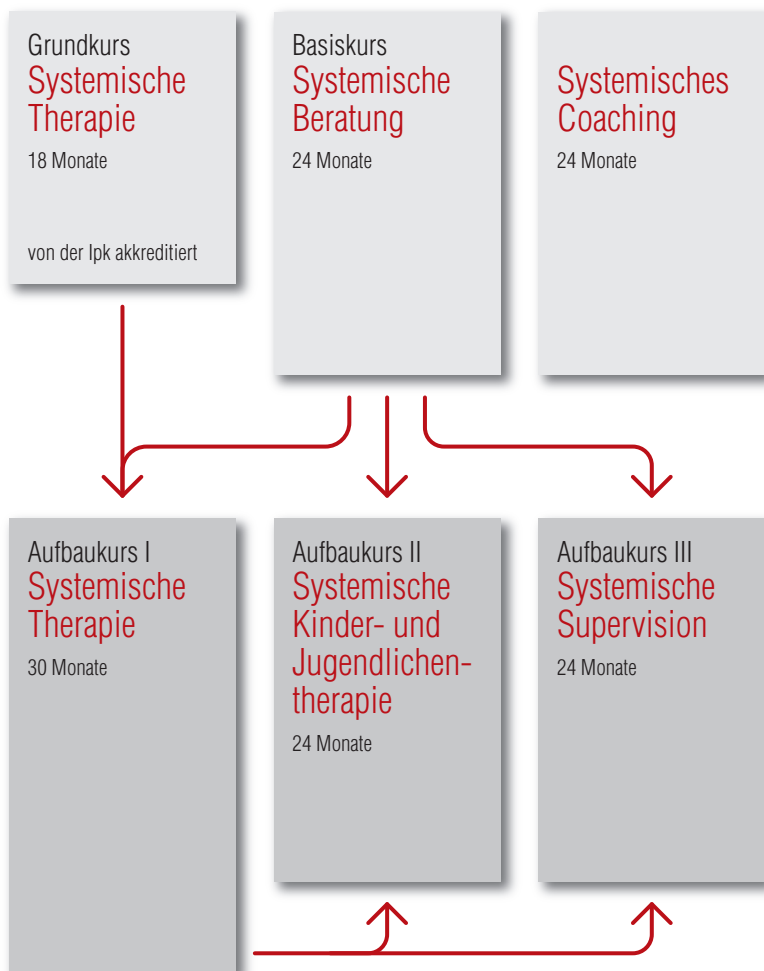 Grundkurs
Systemische
Therapie
18 Monate
von der lpk akkreditiert
Basiskurs
Systemische
Beratung
24 Monate
Systemisches
Coaching
24 Monate
Aufbaukurs I
Systemische
Therapie
30 Monate
Aufbaukurs II
Systemische
Kinder- und
Jugendlichen-
therapie
24 Monate
Aufbaukurs III
Systemische
Supervision
24 Monate